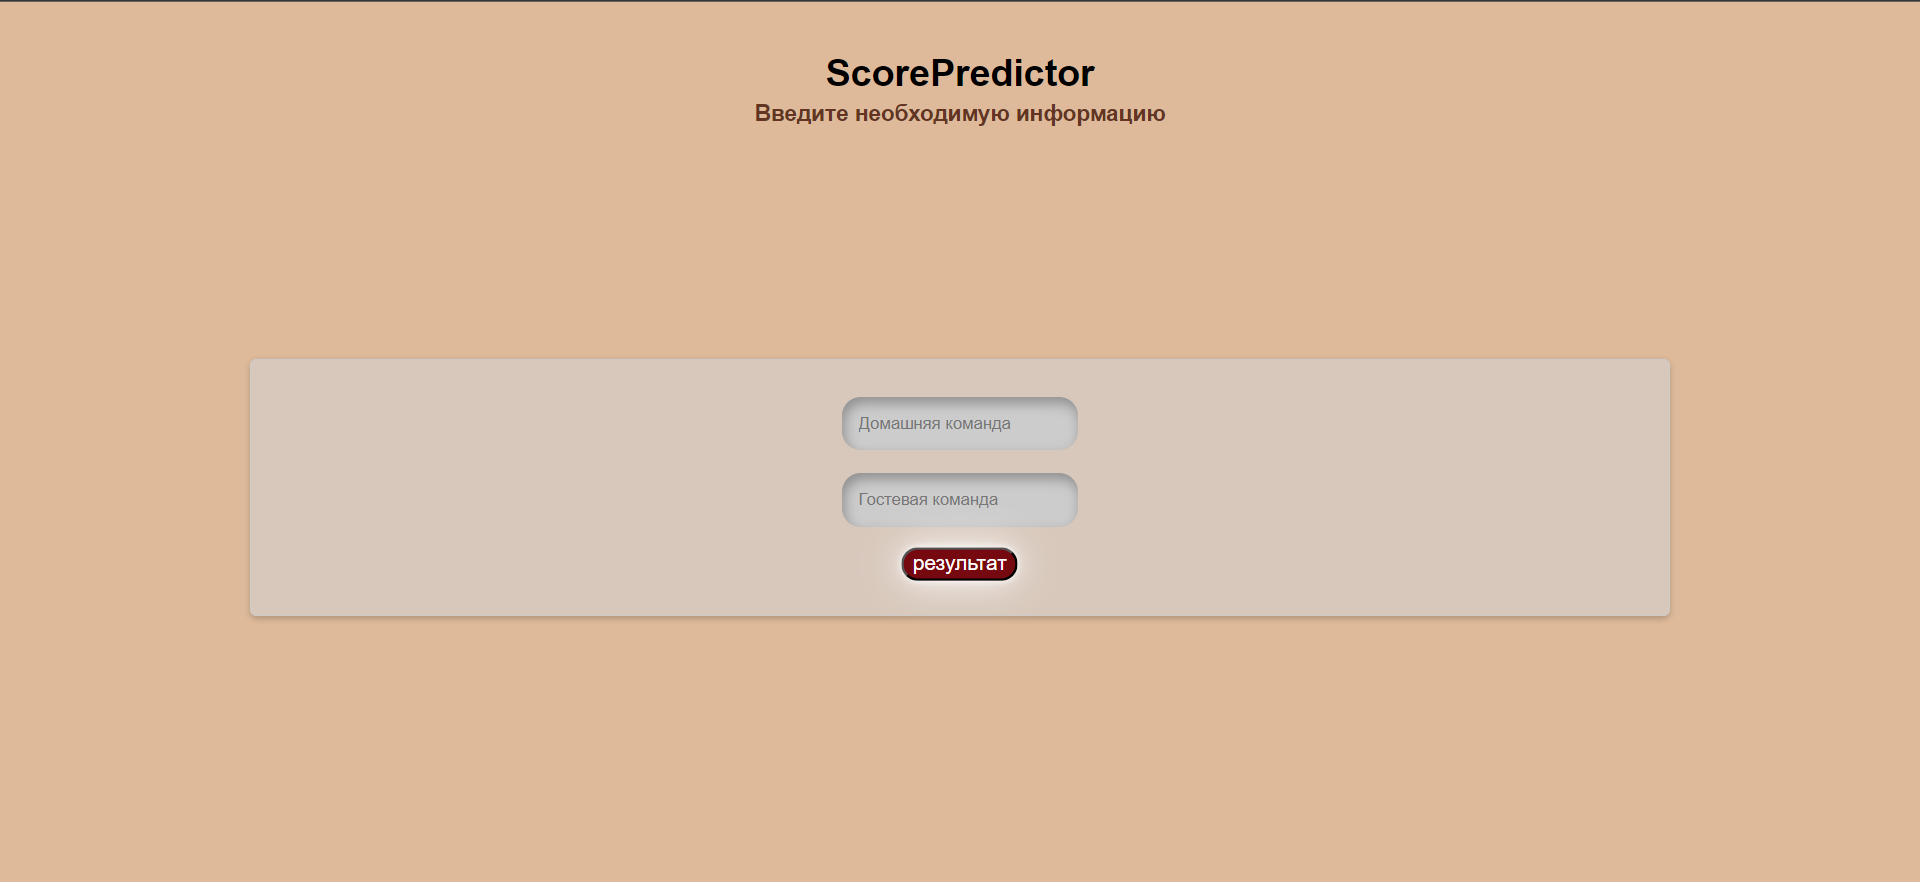 ScorePredictor
Введите необходимую информацию
Домашняя команда
Гостевая команда
результат